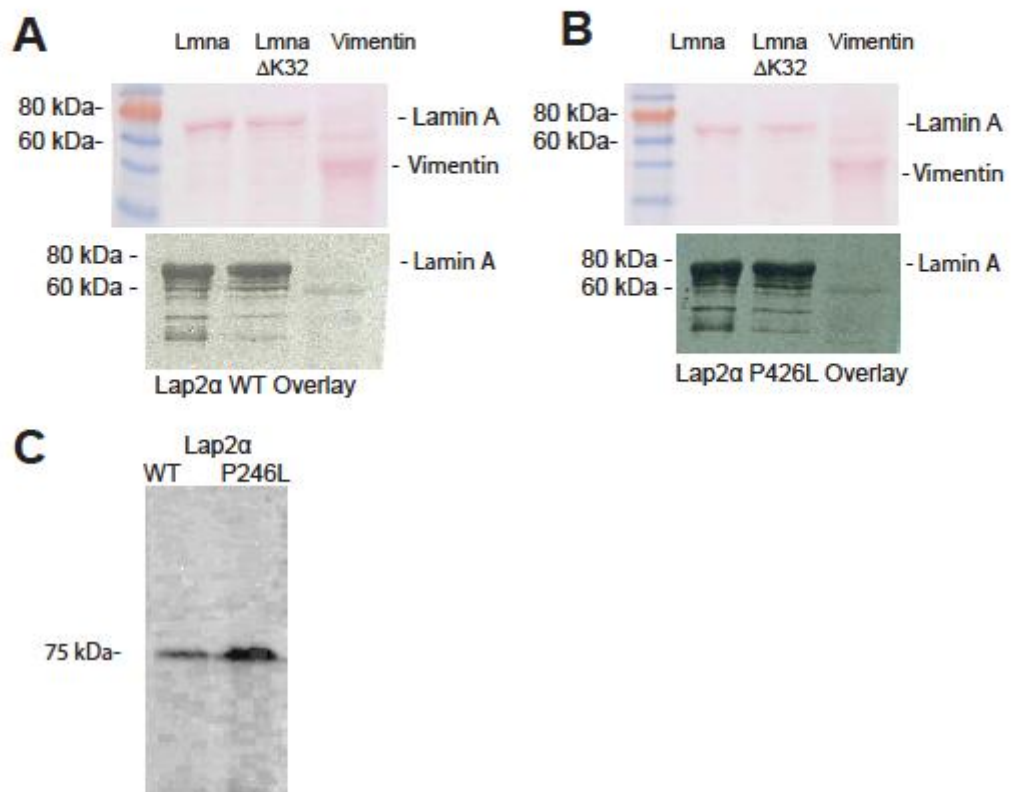 A
Lmna Lmna Vimentin
ΔK32
80 kDa-
60 kDa-
- Lamin A
- Vimentin
80 kDa -
60 kDa -
- Lamin A
Lap2α WT Overlay
B
Lmna Lmna Vimentin
ΔK32
80 kDa-
60 kDa-
-Lamin A
-Vimentin
80 kDa -
60 kDa -
- Lamin A
Lap2α P426L Overlay
C
Lap2α
WT P246L
75 kDa-